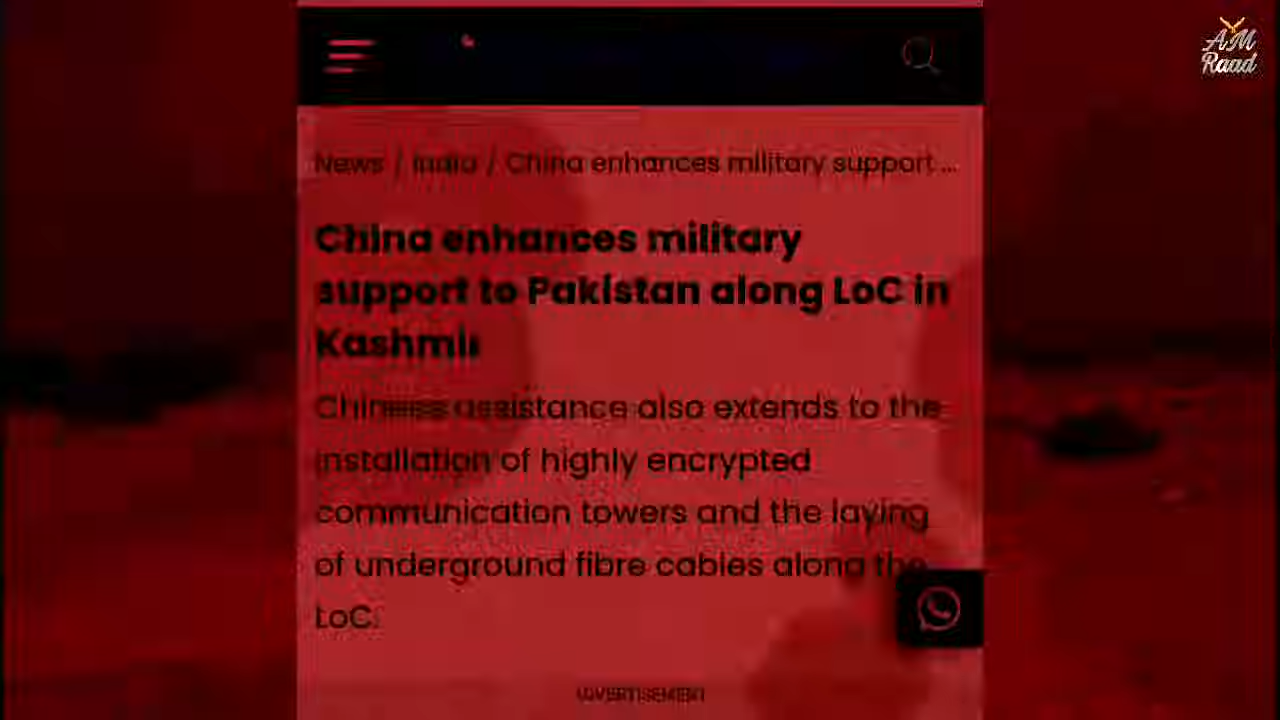 AM
Raad
News / India / China enhances military support ...
China enhances military
support to Pakistan along LoC in
Kashmir
Chinese assistance also extends to the
installation of highly encrypted
communication towers and the laying
of underground fibre cables along the
LoC.
ADVERTISEMENT